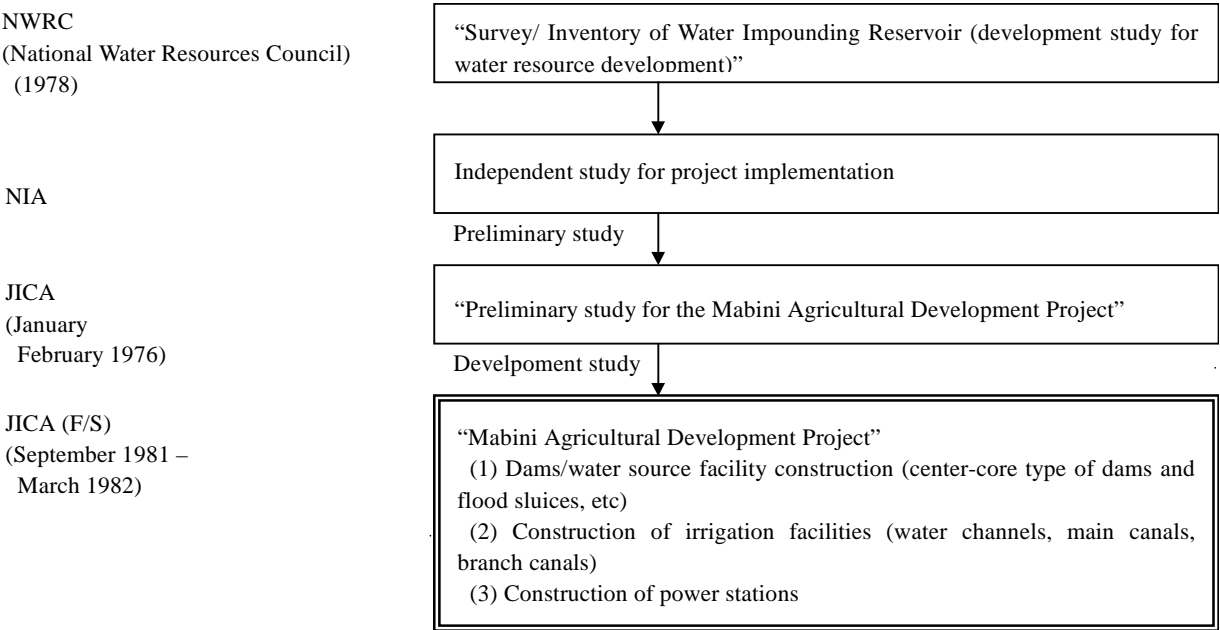 NWRC
(National Water Resources Council)
(1978)
“Survey/ Inventory of Water Impounding Reservoir (development study for
water resource development)”
NIA
Independent study for project implementation
Preliminary study
JICA
(January
February 1976)
“Preliminary study for the Mabini Agricultural Development Project”
Develpoment study
JICA (F/S)
(September 1981 –
March 1982)
“Mabini Agricultural Development Project”
(1) Dams/water source facility construction (center-core type of dams and
flood sluices, etc)
(2) Construction of irrigation facilities (water channels, main canals,
branch canals)
(3) Construction of power stations